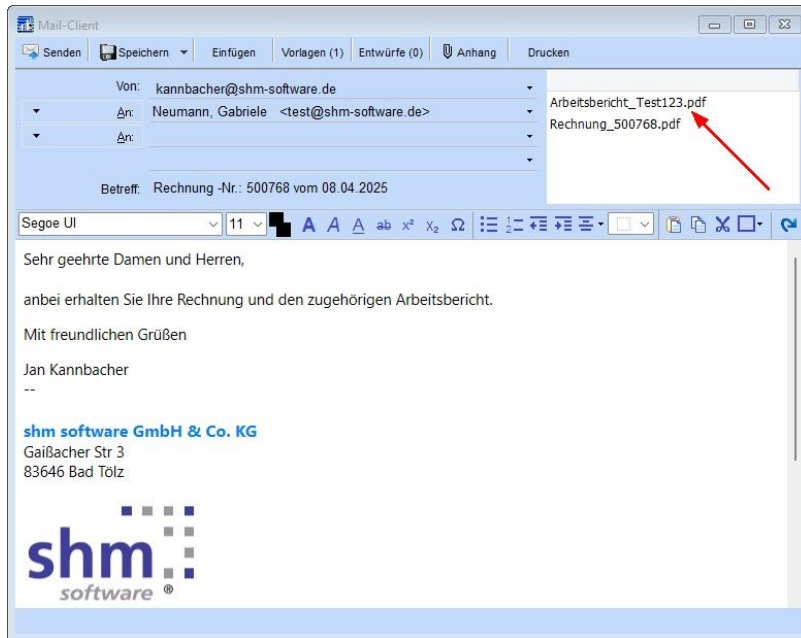 Mail-Client
Senden Speichern Einfügen Vorlagen (1) Entwürfe (0) Anhang Drucken
Von: kannbacher@shm-software.de
An: Neumann, Gabriele <test@shm-software.de>
An:
Betreff: Rechnung -Nr.: 500768 vom 08.04.2025
Arbeitsbericht_Test123.pdf
Rechnung_500768.pdf
Segoe UI 11 A A A ab x² X₂ Ω
Sehr geehrte Damen und Herren,
anbei erhalten Sie Ihre Rechnung und den zugehörigen Arbeitsbericht.
Mit freundlichen Grüßen
Jan Kannbacher
--
shm software GmbH & Co. KG
Gaißacher Str 3
83646 Bad Tölz
shm
software ®